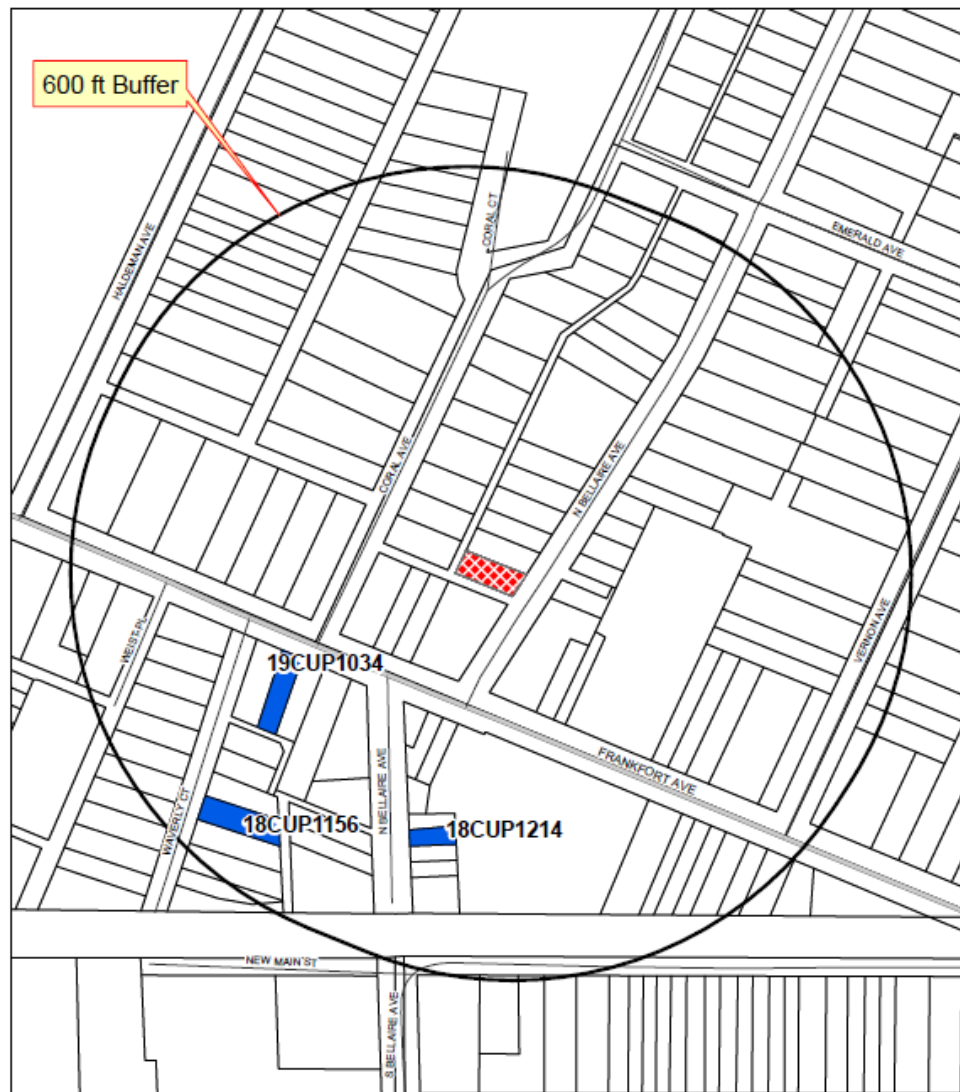 600 ft Buffer
CORAL CT
HALDEMAN AVE
EMERALD AVE
CORAL AVE
N BELLAIRE AVE
WEIST PL
VERNON AVE
19CUP1034
FRANKFORT AVE
N BELLAIRE AVE
WAVERLY CT
18CUP1156
18CUP1214
NEW MAIN ST
S BELLAIRE AVE